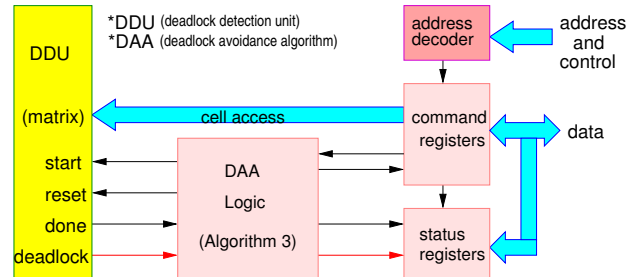 *DDU (deadlock detection unit)
*DAA (deadlock avoidance algorithm)
DDU
(matrix)
start
reset
done
deadlock
cell access
DAA
Logic
(Algorithm 3)
address
decoder
command
registers
status
registers
address
and
control
data